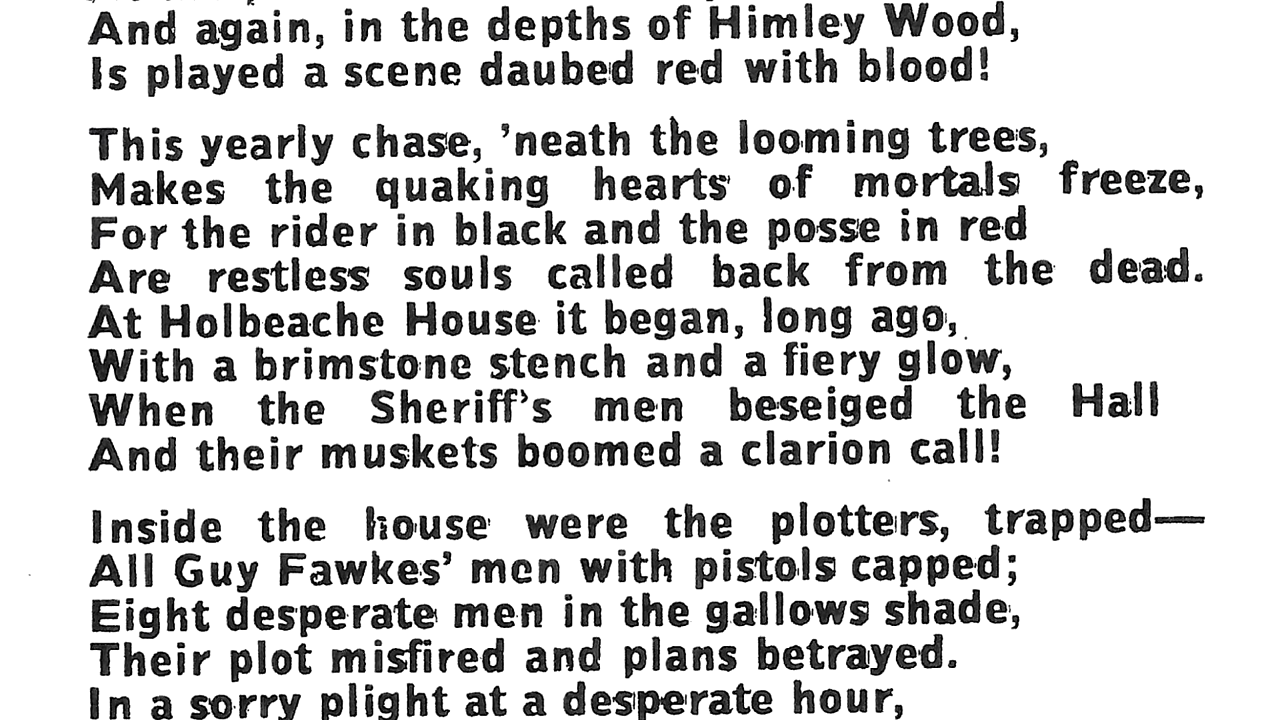 And again, in the depths of Himley Wood,
Is played a scene daubed red with blood!
This yearly chase, 'neath the looming trees,
Makes the quaking hearts of mortals freeze,
For the rider in black and the posse in red
Are restless souls called back from the dead.
At Holbeache House it began, long ago,
With a brimstone stench and a fiery glow,
When the Sheriff's men beseiged the Hall
And their muskets boomed a clarion call!
Inside the house were the plotters, trapped—
All Guy Fawkes' men with pistols capped;
Eight desperate men in the gallows shade,
Their plot misfired and plans betrayed.
In a sorry plight at a desperate hour,